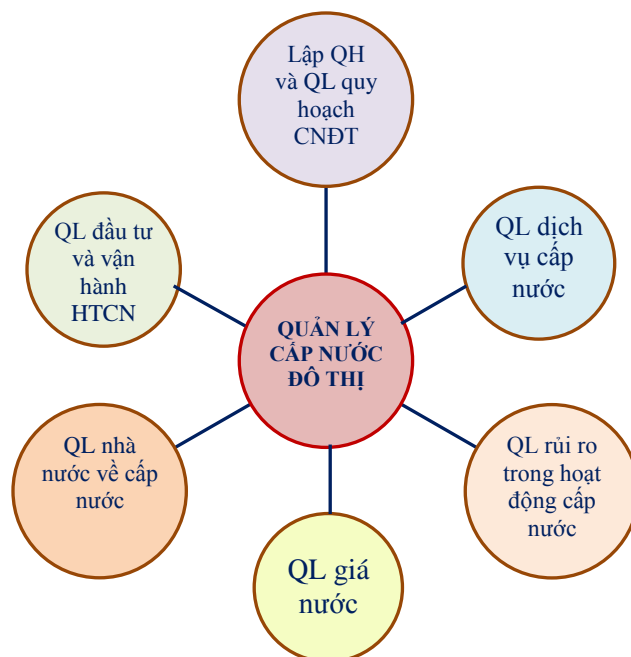 Lập QH
và QL quy
hoạch
CNĐT
QL đầu tư
và vận
hành
HTCN
QL dịch
vụ cấp
nước
QUẢN LÝ
CẤP NƯỚC
ĐÔ THỊ
QL nhà
nước về cấp
nước
QL rủi ro
trong hoạt
động cấp
nước
QL giá
nước